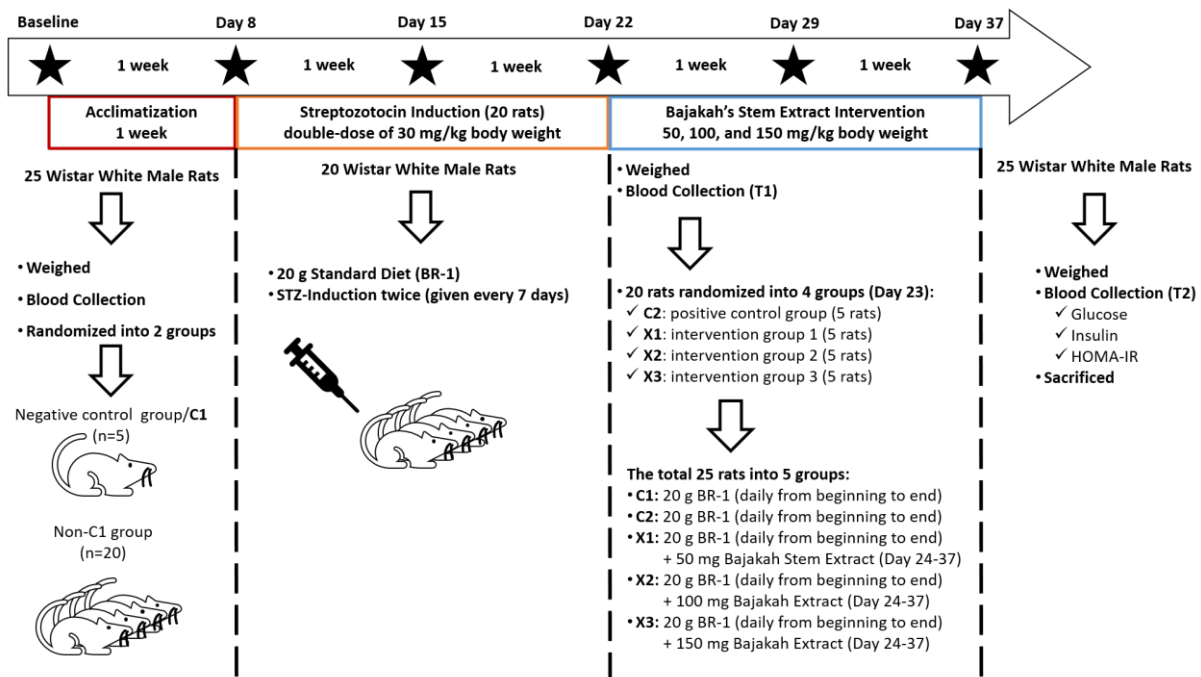 Baseline
Day 8
Day 15
Day 22
Day 29
Day 37
1 week
1 week
1 week
1 week
1 week
Acclimatization
1 week
Streptozotocin Induction (20 rats)
double-dose of 30 mg/kg body weight
Bajakah's Stem Extract Intervention
50, 100, and 150 mg/kg body weight
25 Wistar White Male Rats
• Weighed
• Blood Collection
• Randomized into 2 groups
Negative control group/C1
(n=5)
Non-C1 group
(n=20)
20 Wistar White Male Rats
• 20 g Standard Diet (BR-1)
• STZ-Induction twice (given every 7 days)
• Weighed
• Blood Collection (T1)
• 20 rats randomized into 4 groups (Day 23):
✓ C2: positive control group (5 rats)
✓ X1: intervention group 1 (5 rats)
✓ X2: intervention group 2 (5 rats)
✓ X3: intervention group 3 (5 rats)
The total 25 rats into 5 groups:
• C1: 20 g BR-1 (daily from beginning to end)
• C2: 20 g BR-1 (daily from beginning to end)
• X1: 20 g BR-1 (daily from beginning to end)
+ 50 mg Bajakah Stem Extract (Day 24-37)
• X2: 20 g BR-1 (daily from beginning to end)
+ 100 mg Bajakah Extract (Day 24-37)
• X3: 20 g BR-1 (daily from beginning to end)
+ 150 mg Bajakah Extract (Day 24-37)
25 Wistar White Male Rats
• Weighed
• Blood Collection (T2)
✓ Glucose
✓ Insulin
✓ HOMA-IR
• Sacrificed